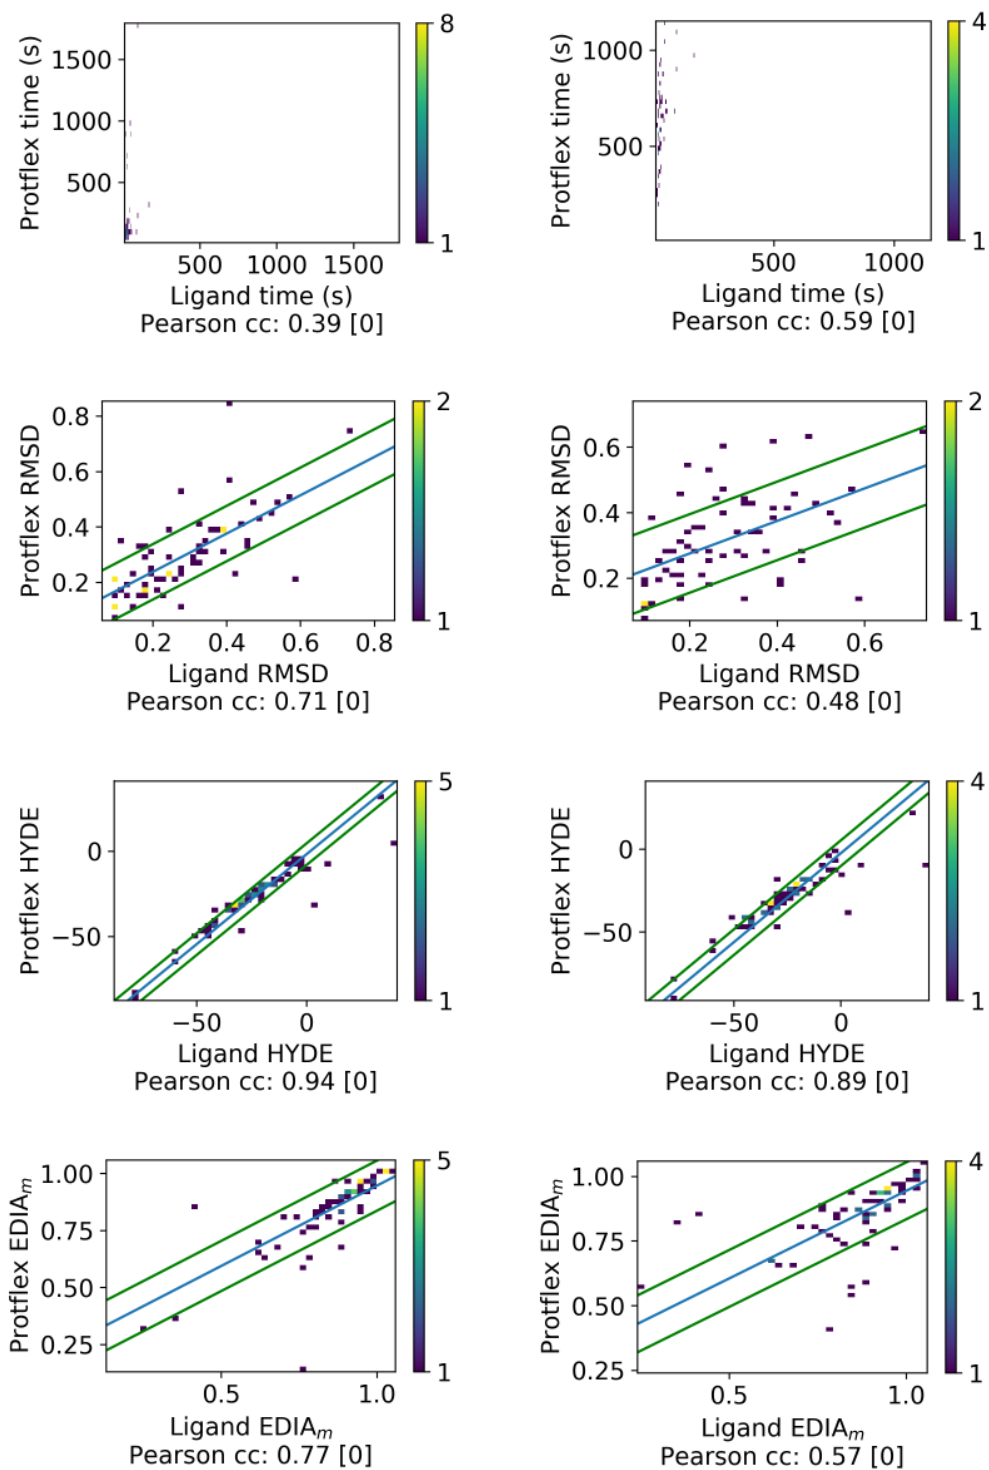 Protflex time (s)
1500
1000
500
500 1000 1500
Ligand time (s)
Pearson cc: 0.39 [0]
8
1
Protflex time (s)
1000
500
500 1000
Ligand time (s)
Pearson cc: 0.59 [0]
4
1
Protflex RMSD
0.8
0.6
0.4
0.2
0.2 0.4 0.6 0.8
Ligand RMSD
Pearson cc: 0.71 [0]
2
1
Protflex RMSD
0.6
0.4
0.2
0.2 0.4 0.6
Ligand RMSD
Pearson cc: 0.48 [0]
2
1
Protflex HYDE
0
−50
−50 0
Ligand HYDE
Pearson cc: 0.94 [0]
5
1
Protflex HYDE
0
−50
−50 0
Ligand HYDE
Pearson cc: 0.89 [0]
4
1
Protflex EDIAm
1.00
0.75
0.50
0.25
0.5 1.0
Ligand EDIAm
Pearson cc: 0.77 [0]
5
1
Protflex EDIAm
1.00
0.75
0.50
0.25
0.5 1.0
Ligand EDIAm
Pearson cc: 0.57 [0]
4
1